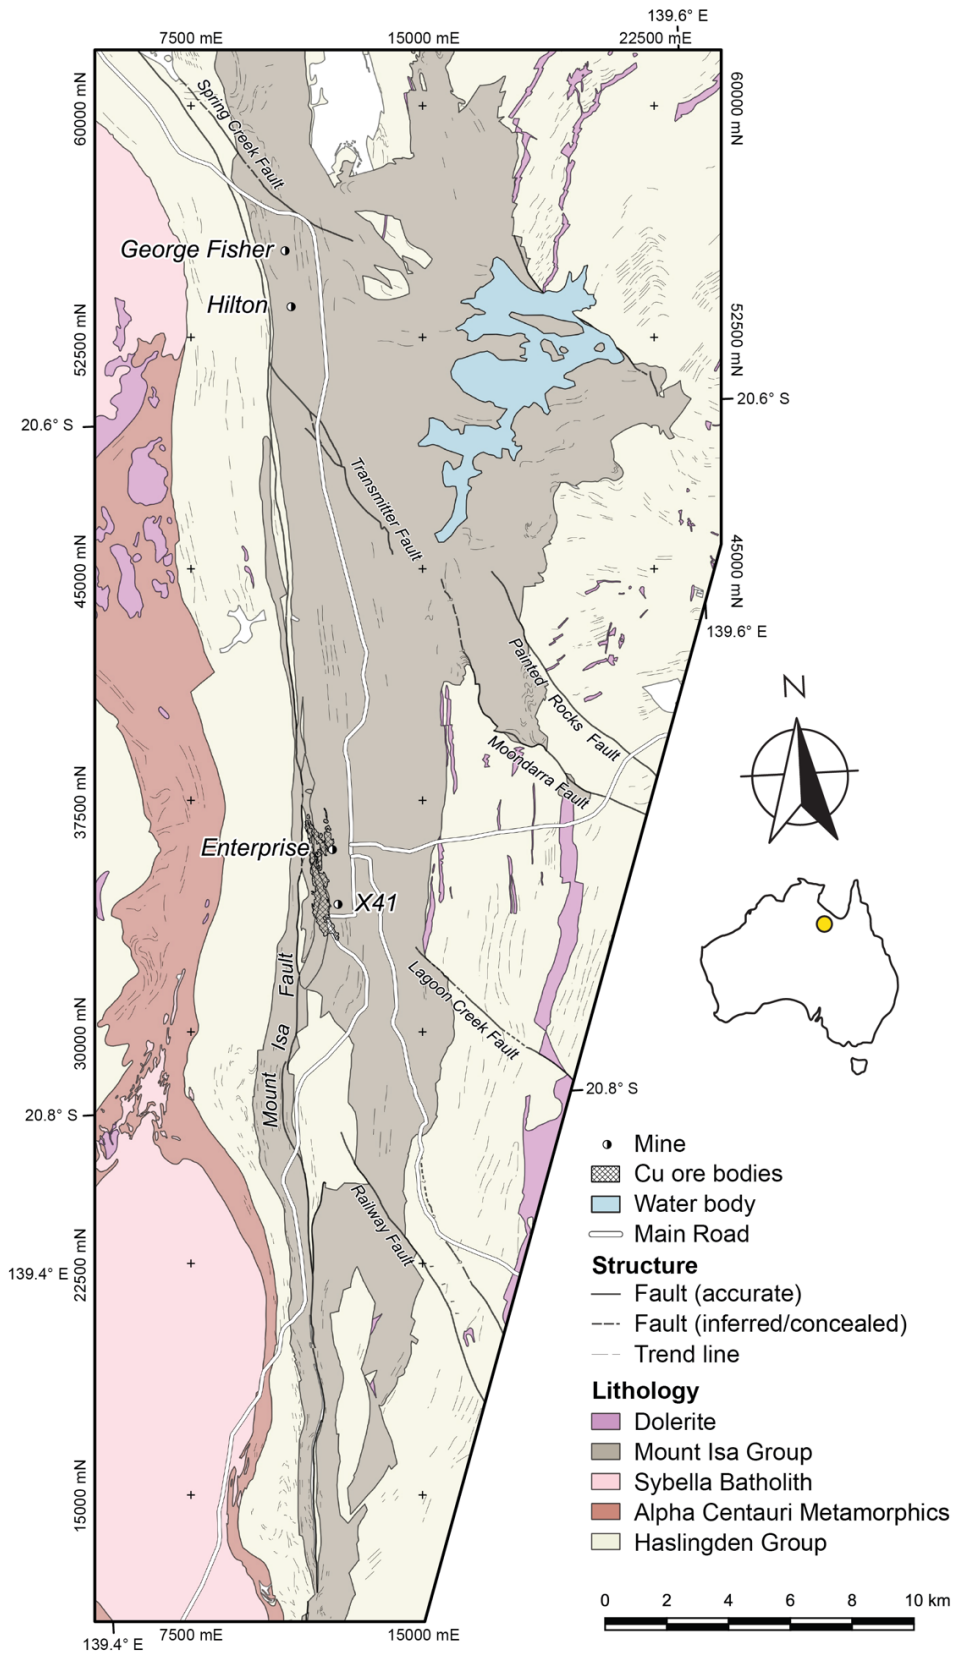 139.6° E
7500 mE
15000 mE
22500 mE
60000 mN
60000 mN
Spring Creek Fault
George Fisher
Hilton
52500 mN
52500 mN
20.6° S
20.6° S
Transmitter Fault
45000 mN
45000 mN
139.6° E
Painted Rocks Fault
N
Moondarra Fault
37500 mN
Enterprise
X41
Mount Isa Fault
Lagoon Creek Fault
30000 mN
20.8° S
20.8° S
Railway Fault
139.4° E
22500 mN
15000 mN
Mine
Cu ore bodies
Water body
Main Road
Structure
Fault (accurate)
Fault (inferred/concealed)
Trend line
Lithology
Dolerite
Mount Isa Group
Sybella Batholith
Alpha Centauri Metamorphics
Haslingden Group
0 2 4 6 8 10 km
139.4° E
7500 mE
15000 mE